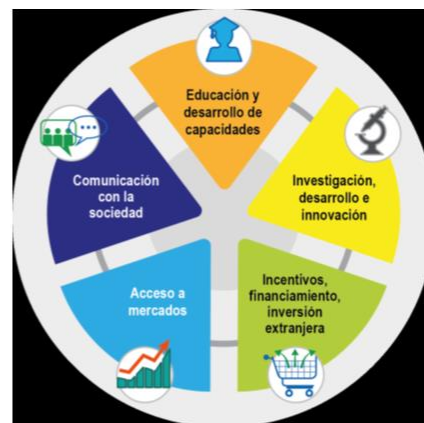 Educación y
desarrollo de
capacidades
Investigación,
desarrollo e
innovación
Incentivos,
financiamiento,
inversión
extranjera
Acceso a
mercados
Comunicación
con la
sociedad